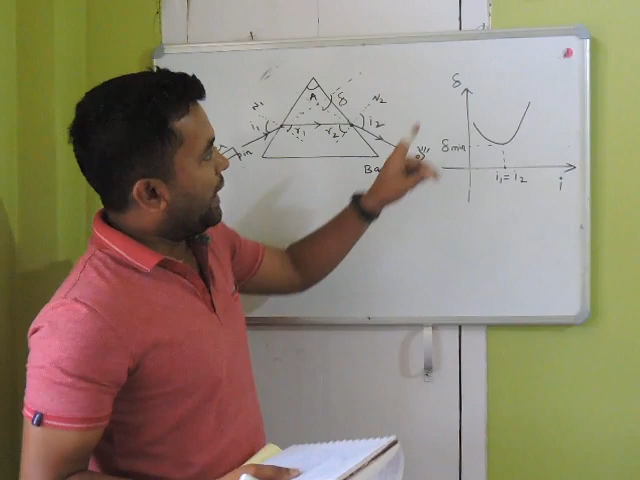 A
δ
N₁
N₂
i₁
i₂
r₁
r₂
Ba
δ
δmin
i₁ = i₂
i